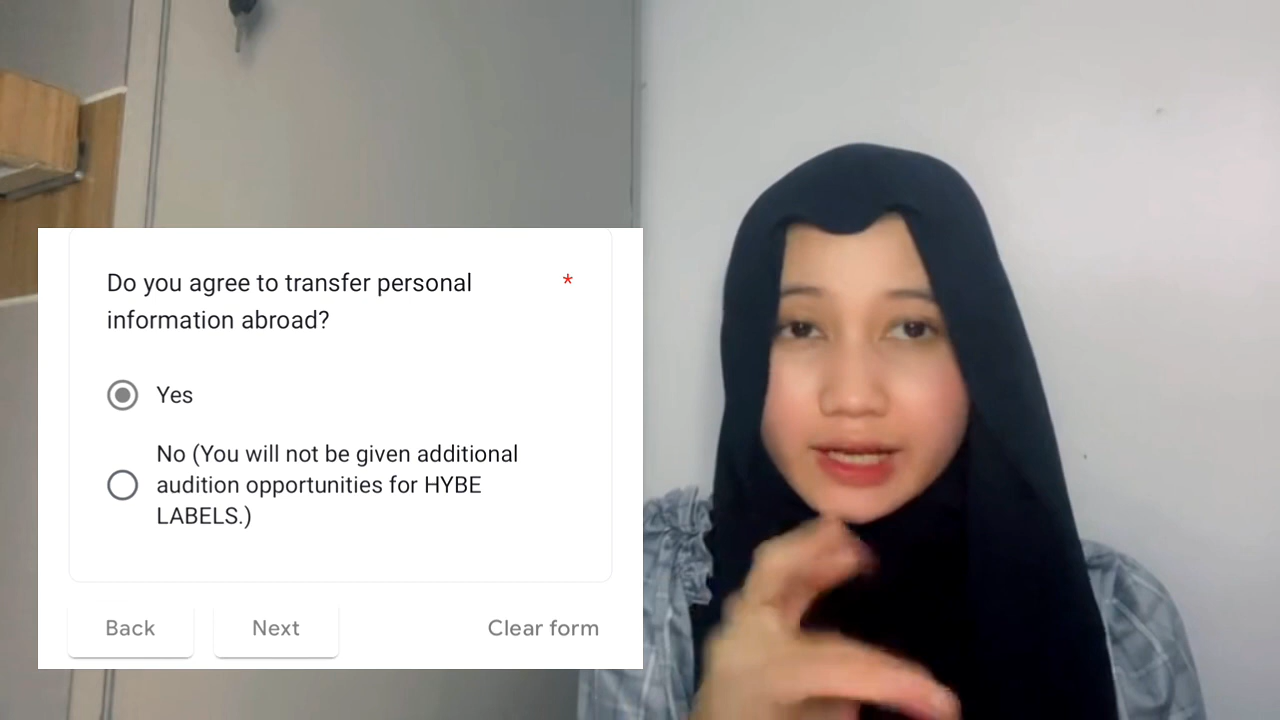 Do you agree to transfer personal *
information abroad?
Yes
No (You will not be given additional
audition opportunities for HYBE
LABELS.)
Back Next Clear form